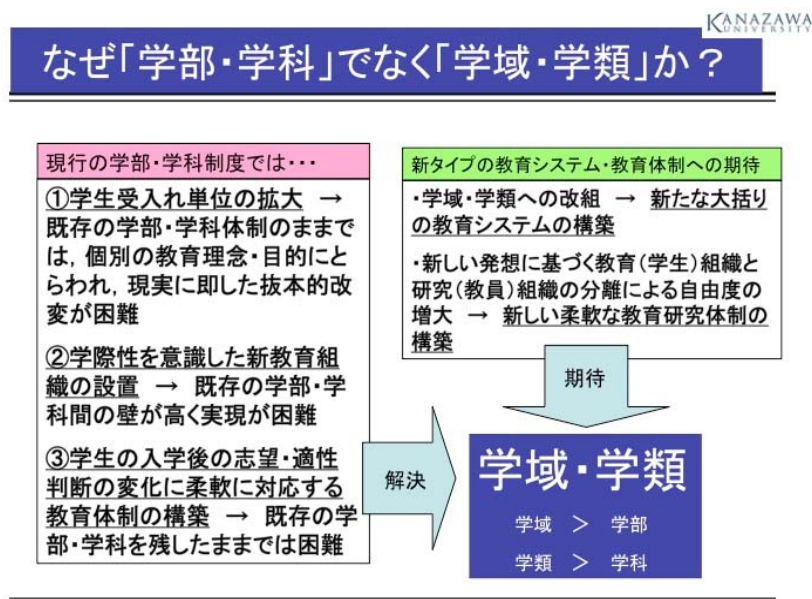 KANAZAWA
UNIVERSITY
なぜ「学部・学科」でなく「学域・学類」か？
現行の学部・学科制度では・・・
①学生受入れ単位の拡大 →
既存の学部・学科体制のままで
は，個別の教育理念・目的にと
らわれ，現実に即した抜本的改
変が困難
②学際性を意識した新教育組
織の設置 → 既存の学部・学
科間の壁が高く実現が困難
③学生の入学後の志望・適性
判断の変化に柔軟に対応する
教育体制の構築 → 既存の学
部・学科を残したままでは困難
新タイプの教育システム・教育体制への期待
・学域・学類への改組 → 新たな大括り
の教育システムの構築
・新しい発想に基づく教育（学生）組織と
研究（教員）組織の分離による自由度の
増大 → 新しい柔軟な教育研究体制の
構築
期待
解決
学域・学類
学域 ＞ 学部
学類 ＞ 学科